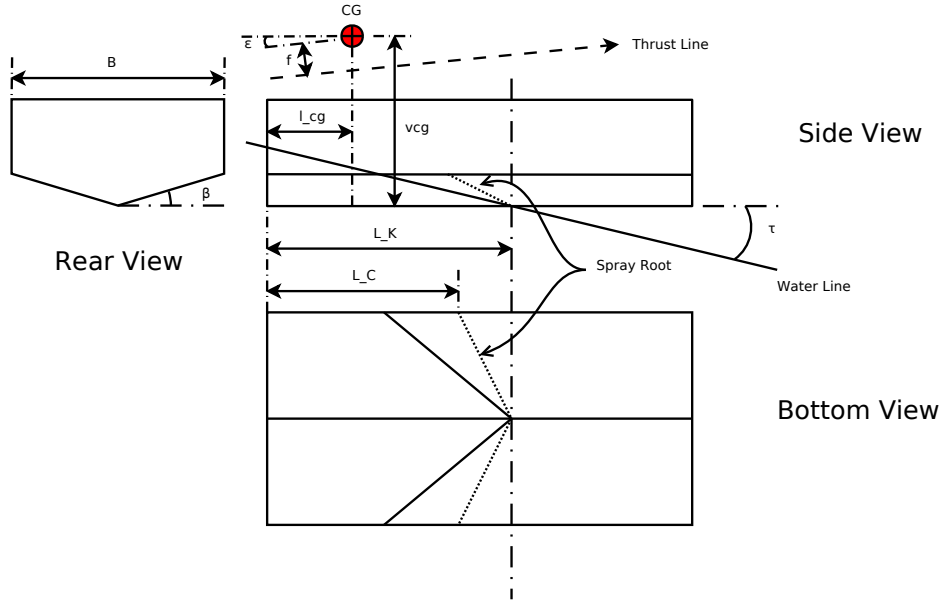 CG
ε
f
Thrust Line
B
l_cg
vcg
Side View
β
τ
L_K
Rear View
Spray Root
L_C
Water Line
Bottom View